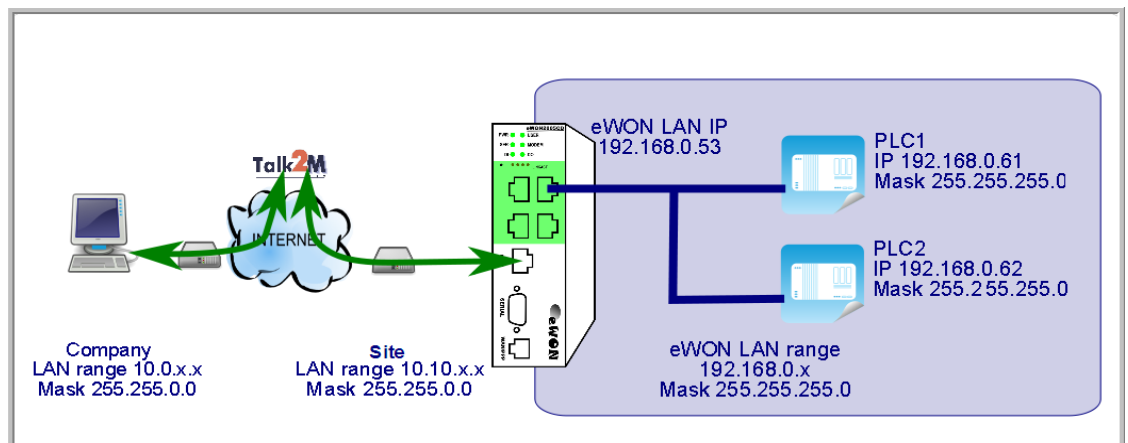 eWON LAN IP
192.168.0.53
PLC1
IP 192.168.0.61
Mask 255.255.255.0
Talk2M
INTERNET
PLC2
IP 192.168.0.62
Mask 255.255.255.0
SERIAL
eWON
Company
LAN range 10.0.x.x
Mask 255.255.0.0
Site
LAN range 10.10.x.x
Mask 255.255.0.0
eWON LAN range
192.168.0.x
Mask 255.255.255.0